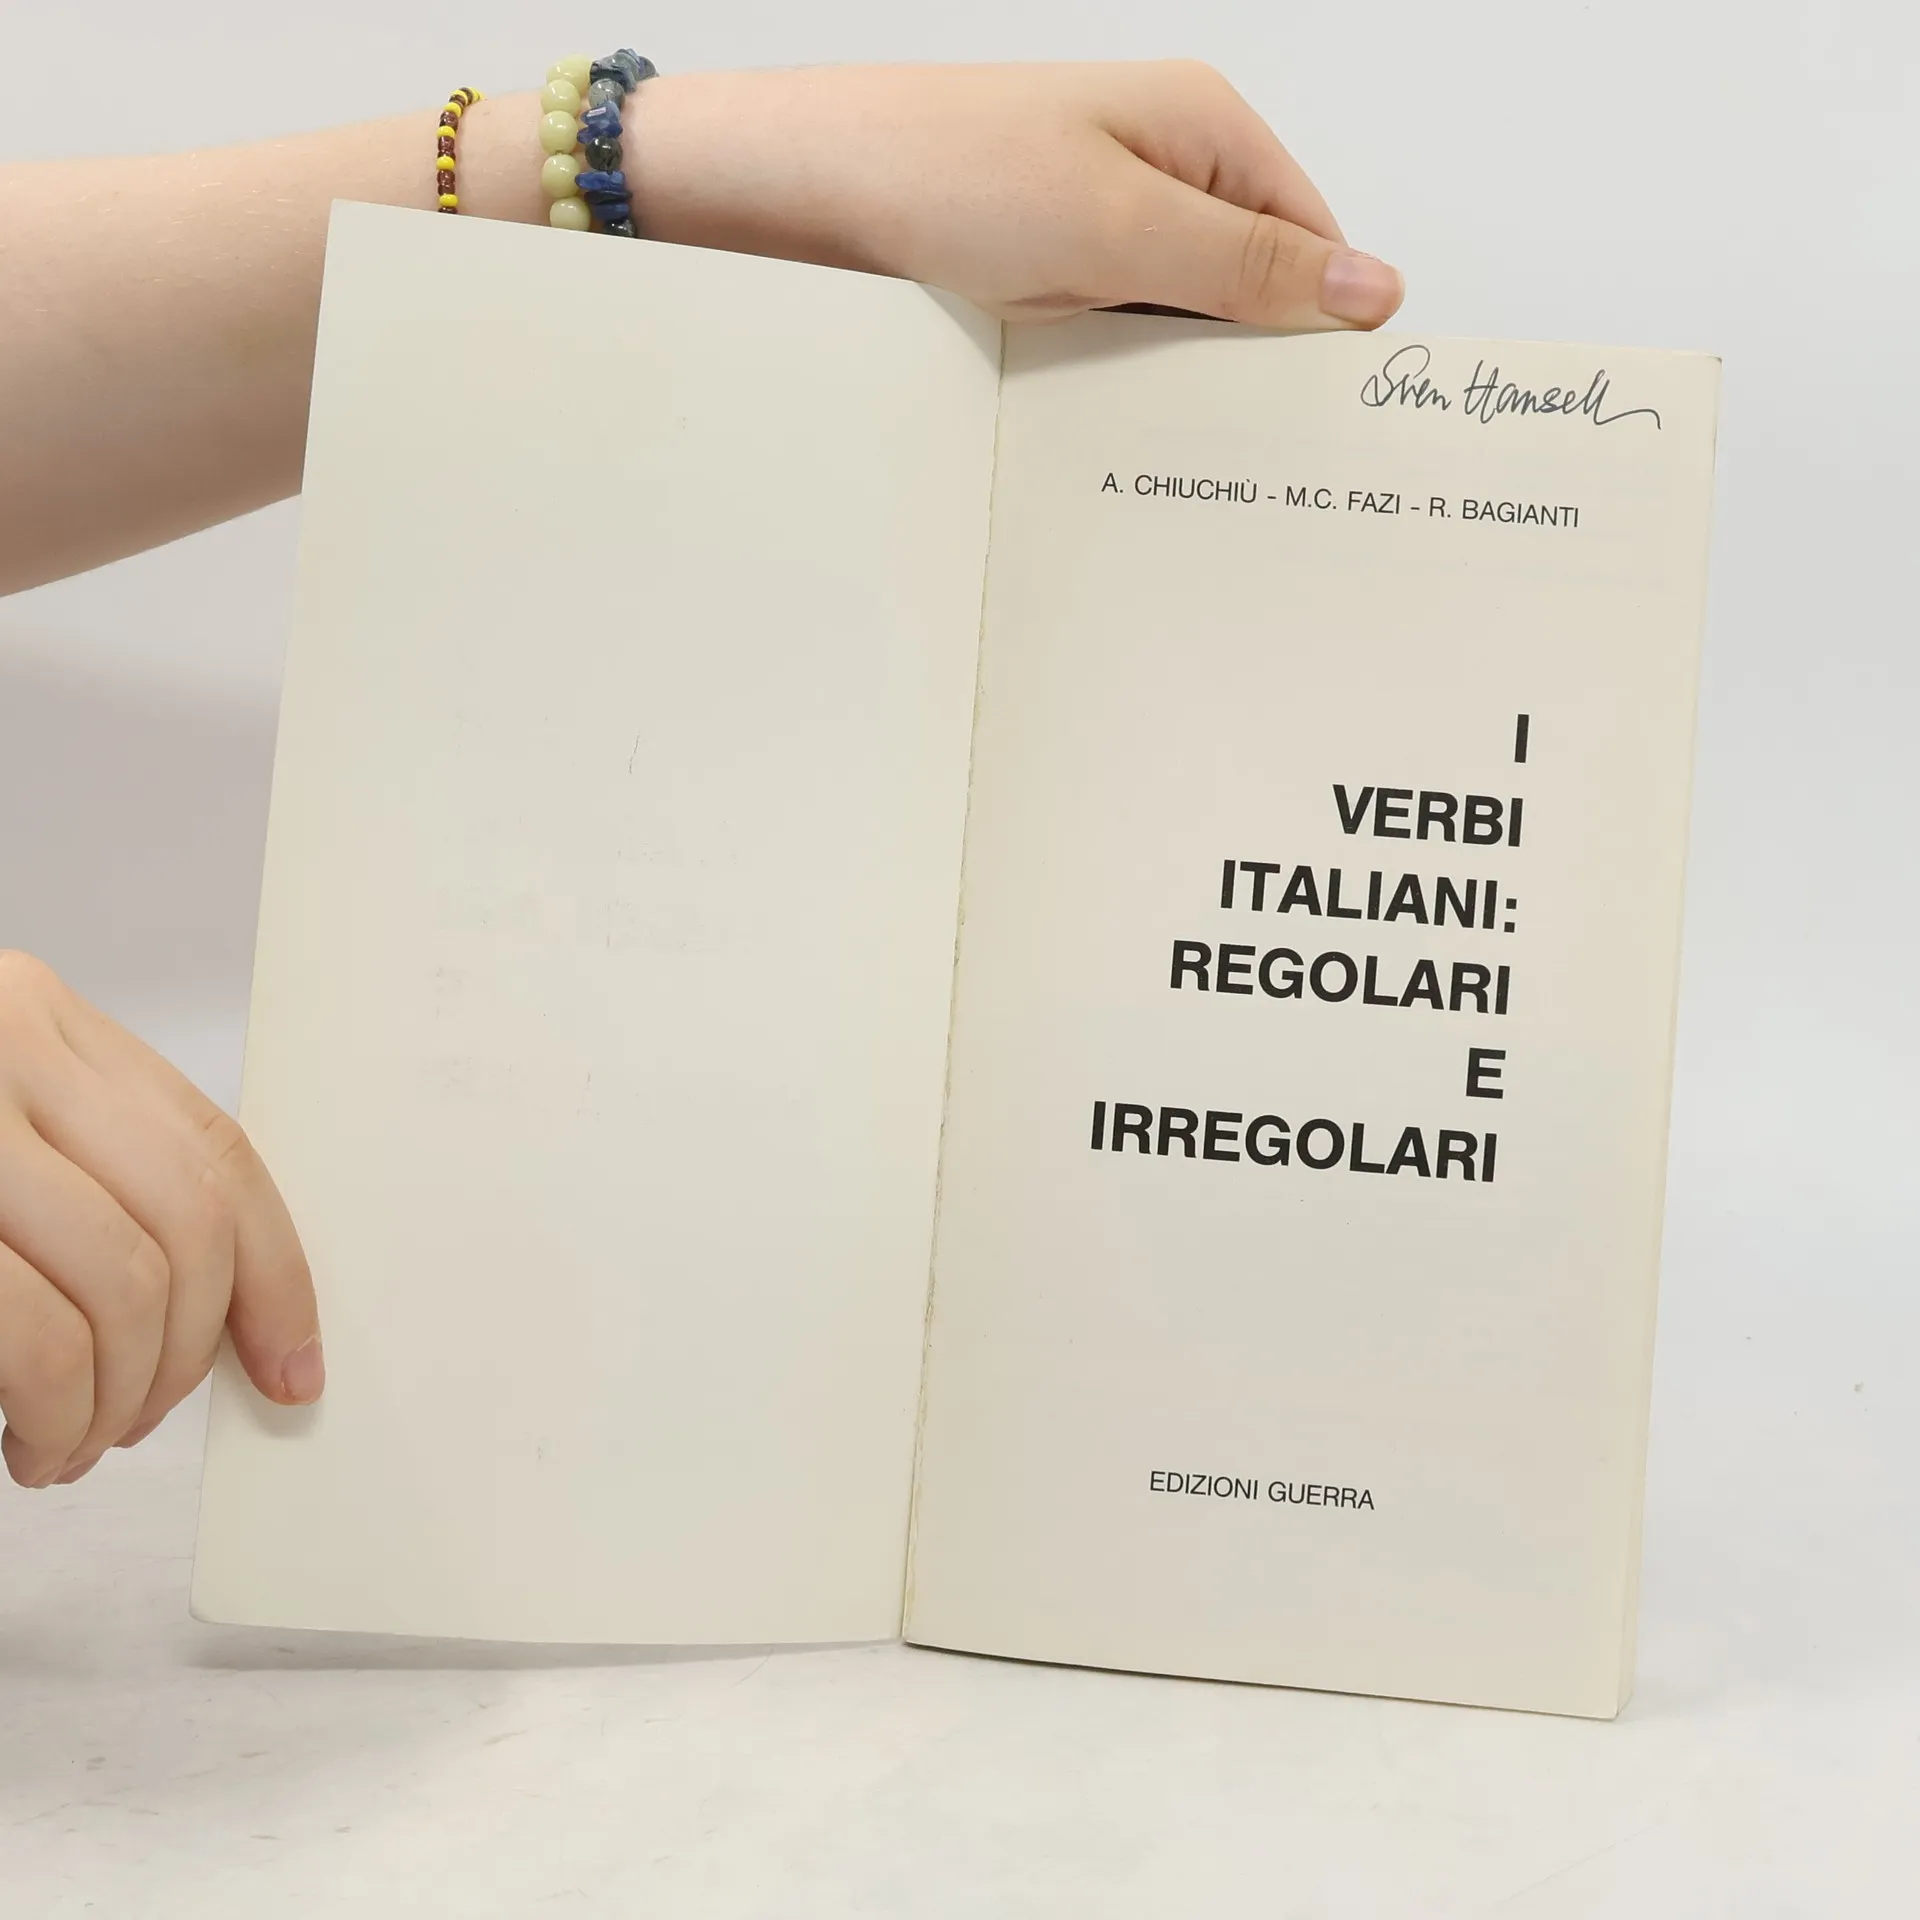 Sven Hansell
A. CHIUCHIÙ - M.C. FAZI - R. BAGIANTI
I
VERBI
ITALIANI:
REGOLARI
E
IRREGOLARI
EDIZIONI GUERRA